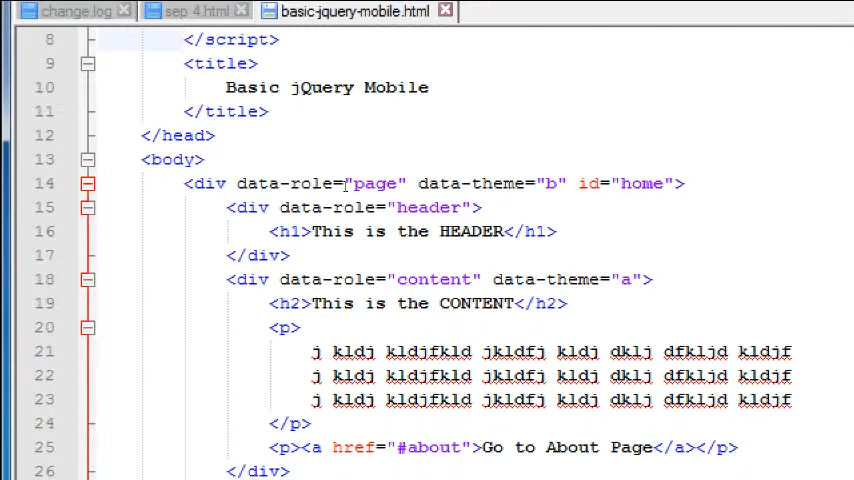 change.log sep 4.html basic-jquery-mobile.html
8 </script>
9 <title>
10 Basic jQuery Mobile
11 </title>
12 </head>
13 <body>
14 <div data-role="page" data-theme="b" id="home">
15 <div data-role="header">
16 <h1>This is the HEADER</h1>
17 </div>
18 <div data-role="content" data-theme="a">
19 <h2>This is the CONTENT</h2>
20 <p>
21 j kldj kldjfkld jkldfj kldj dklj dfkljd kldjf
22 j kldj kldjfkld jkldfj kldj dklj dfkljd kldjf
23 j kldj kldjfkld jkldfj kldj dklj dfkljd kldjf
24 </p>
25 <p><a href="#about">Go to About Page</a></p>
26 </div>